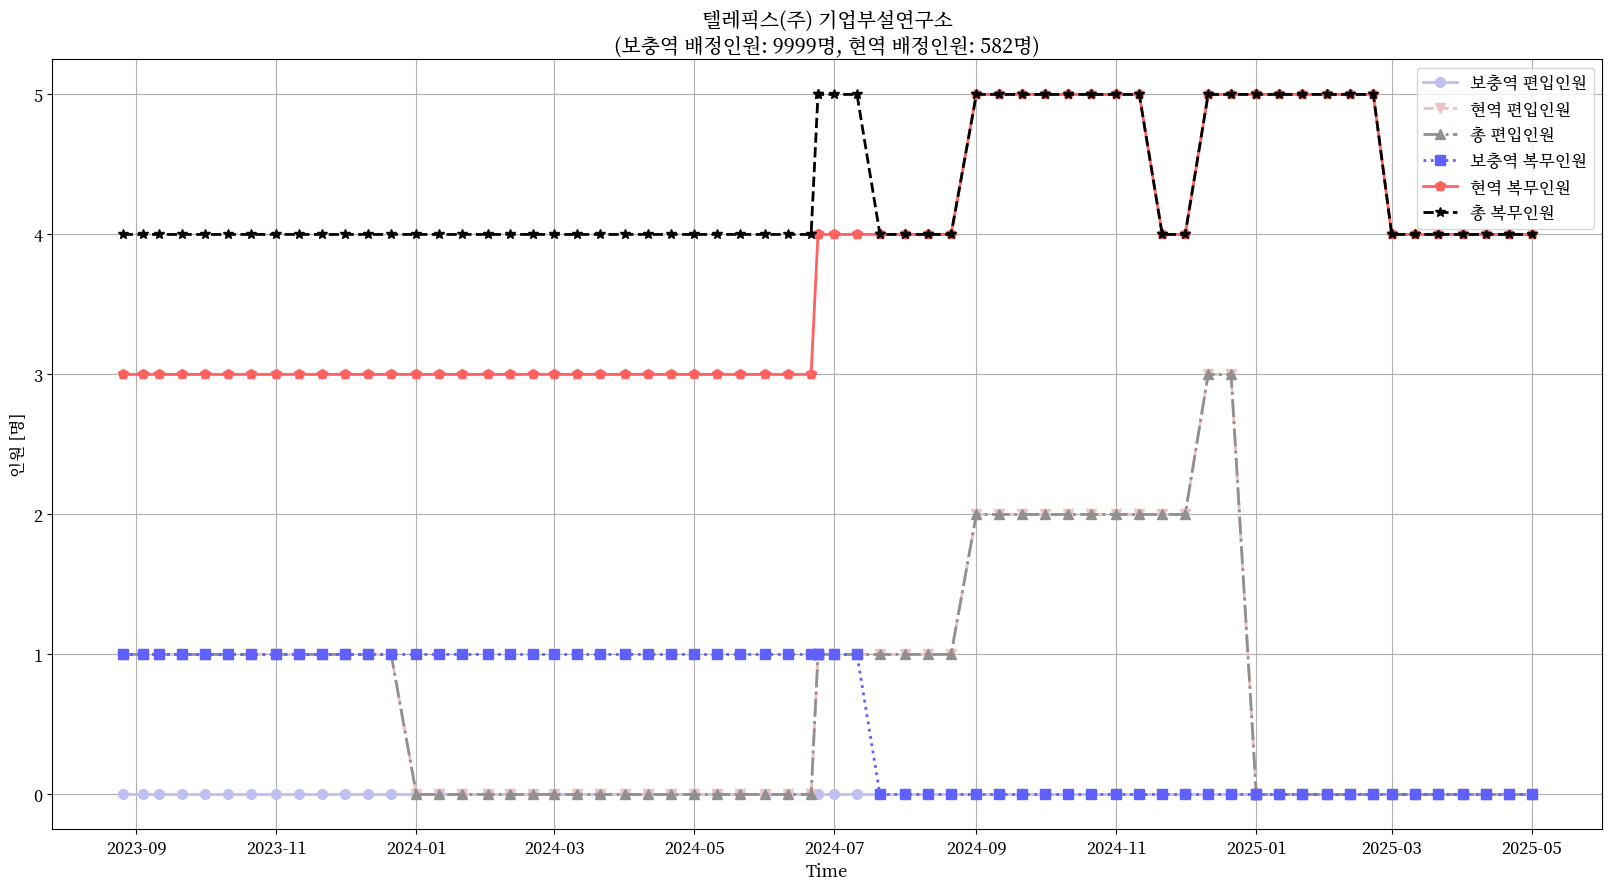 텔레픽스(주) 기업부설연구소
(보충역 배정인원: 9999명, 현역 배정인원: 582명)
5
4
3
2
1
0
인원 [명]
보충역 편입인원
현역 편입인원
총 편입인원
보충역 복무인원
현역 복무인원
총 복무인원
2023-09 2023-11 2024-01 2024-03 2024-05 2024-07 2024-09 2024-11 2025-01 2025-03 2025-05
Time